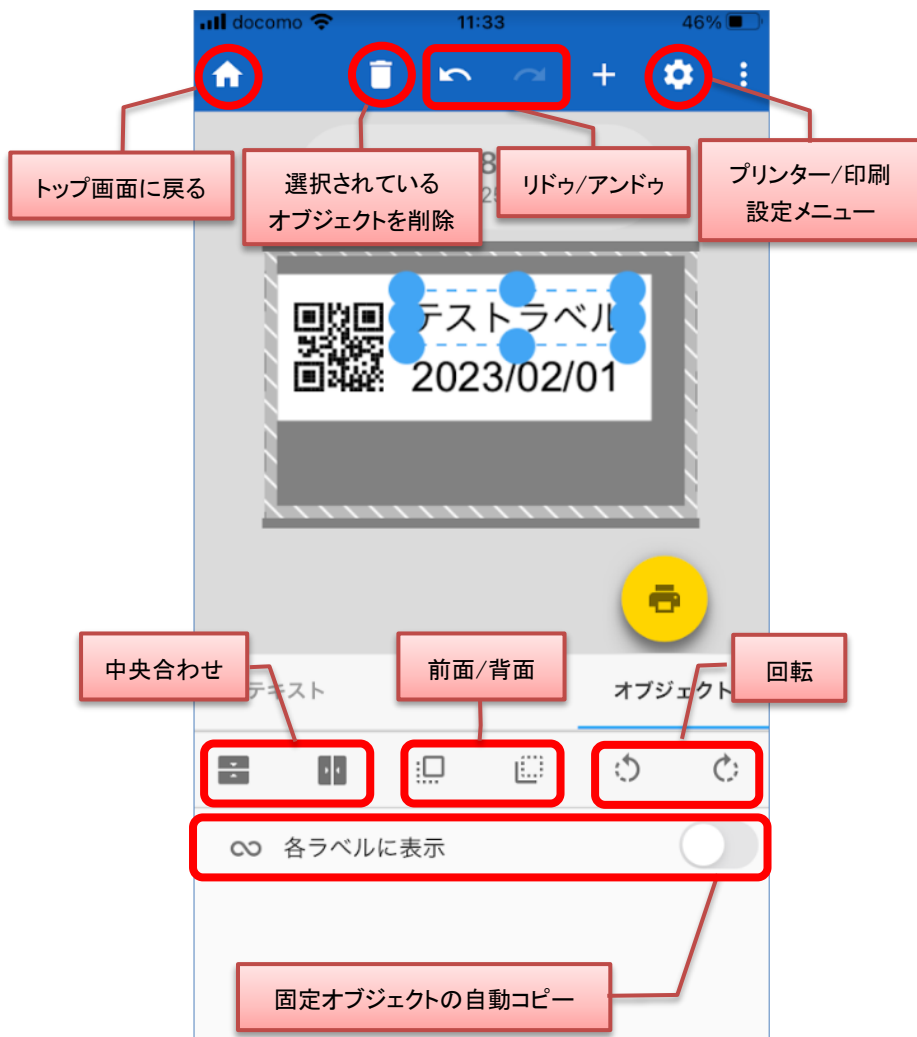 docomo 11:33 46%
トップ画面に戻る
選択されている
オブジェクトを削除
リドゥ/アンドゥ
プリンター/印刷
設定メニュー
テストラベル
2023/02/01
中央合わせ
前面/背面
回転
テキスト
オブジェクト
各ラベルに表示
固定オブジェクトの自動コピー